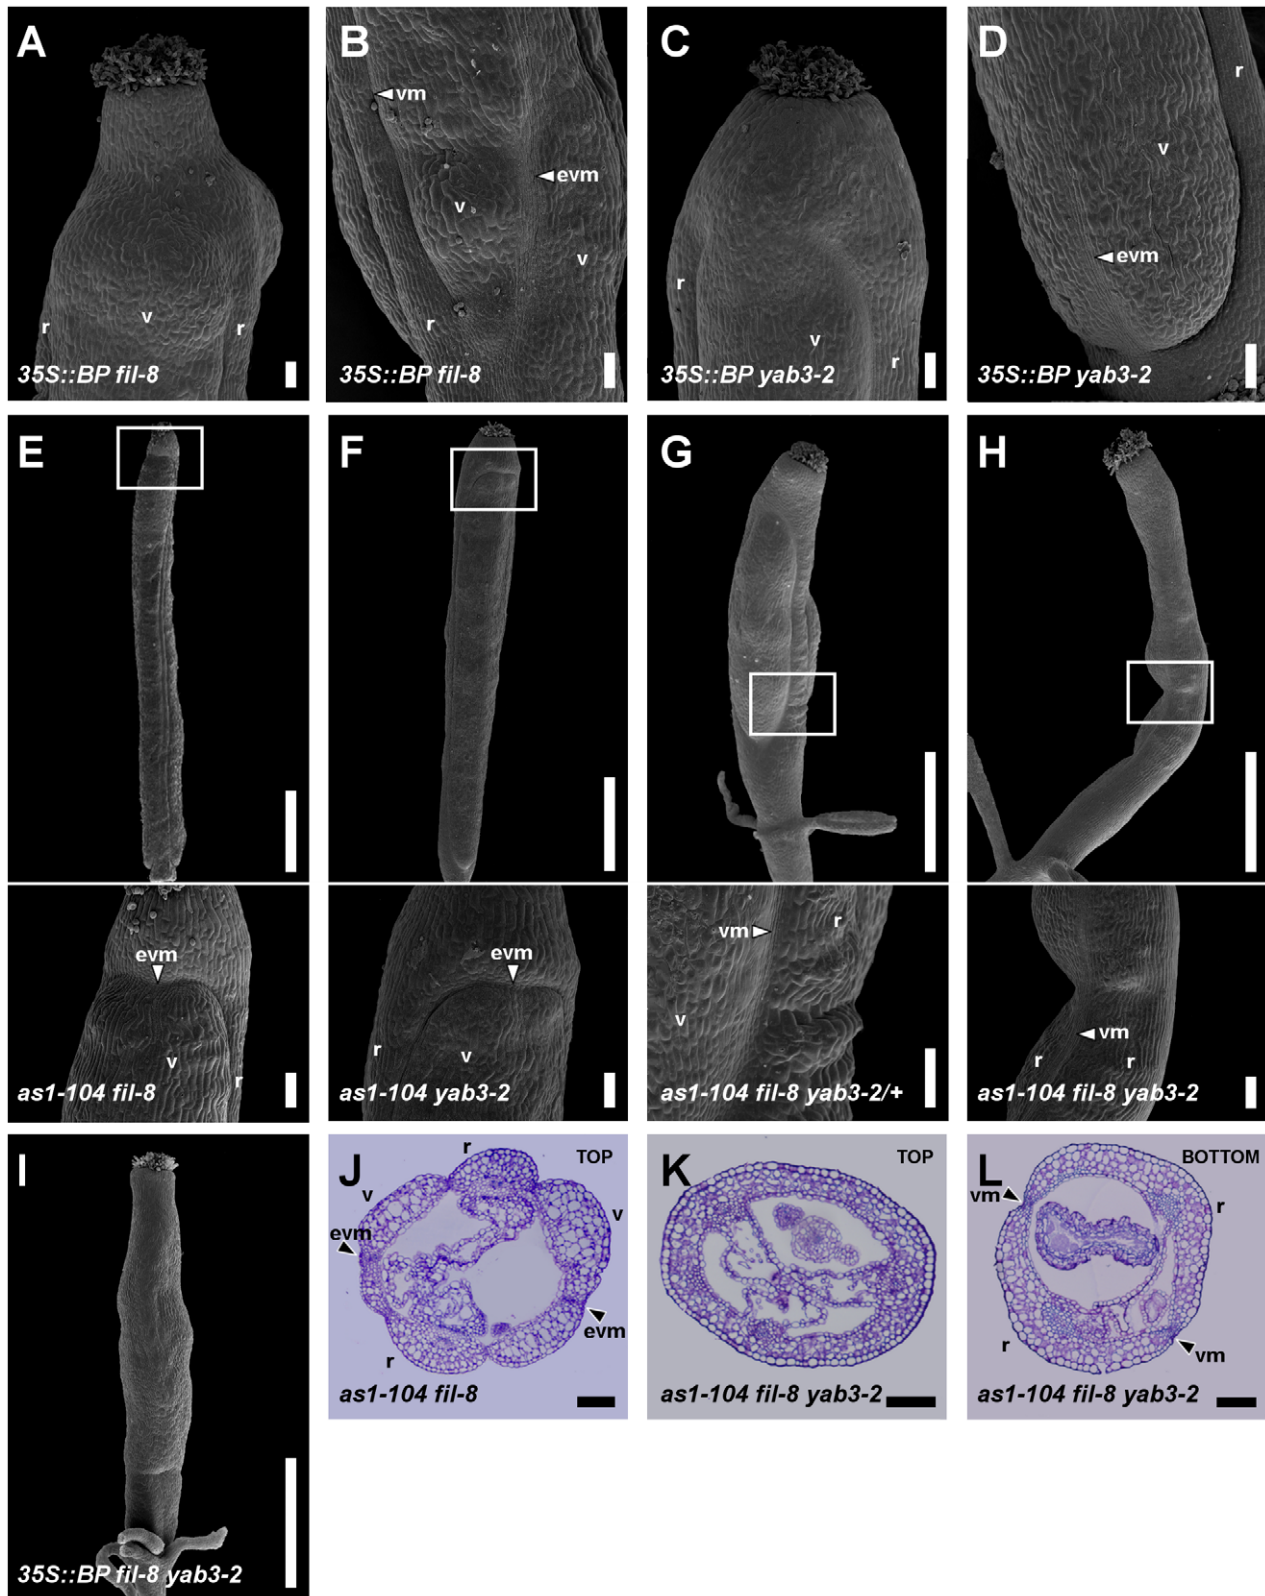 A
v
r
r
35S::BP fil-8
B
vm
evm
v
v
r
35S::BP fil-8
C
r
v
r
35S::BP yab3-2
D
r
v
evm
35S::BP yab3-2
E
evm
v
r
as1-104 fil-8
F
evm
r
v
as1-104 yab3-2
G
r
vm
v
as1-104 fil-8 yab3-2/+
H
vm
r
r
as1-104 fil-8 yab3-2
I
35S::BP fil-8 yab3-2
J
r
TOP
v
v
evm
evm
r
as1-104 fil-8
K
TOP
as1-104 fil-8 yab3-2
L
BOTTOM
vm
r
r
vm
as1-104 fil-8 yab3-2